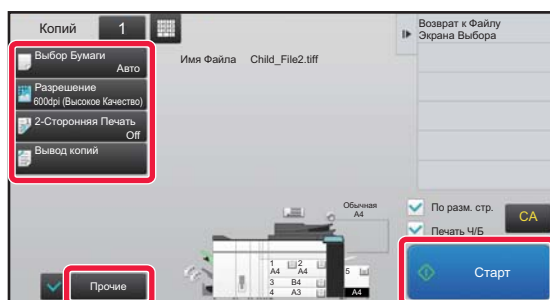 Копий 1
Возврат к Файлу
Экрана Выбора
Выбор Бумаги
Авто
Имя Файла Child_File2.tiff
Разрешение
600dpi (Высокое Качество)
2-Сторонняя Печать
Off
Вывод копий
Обычная
A4
По разм. стр.
Печать Ч/Б
CA
1 2
A4 A4
3 B4
4 A3
5
A4
Прочие
Старт